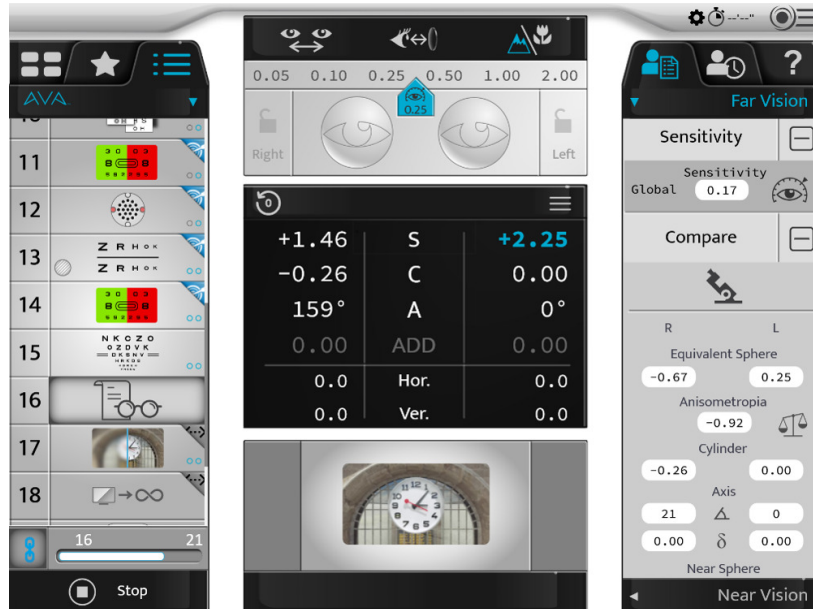 --'--"
0.05 0.10 0.25 0.50 1.00 2.00
0.25
Right
Left
AVA
11
12
13
Z R H O K
Z R H O K
14
15
N K C Z O
O Z D V K
D K S N V
H R K D S
16
17
18
16 21
Stop
+1.46 S +2.25
-0.26 C 0.00
159° A 0°
0.00 ADD 0.00
0.0 Hor. 0.0
0.0 Ver. 0.0
?
Far Vision
Sensitivity
Sensitivity
Global 0.17
Compare
R L
Equivalent Sphere
-0.67 0.25
Anisometropia
-0.92
Cylinder
-0.26 0.00
Axis
21 0
0.00 δ 0.00
Near Sphere
Near Vision